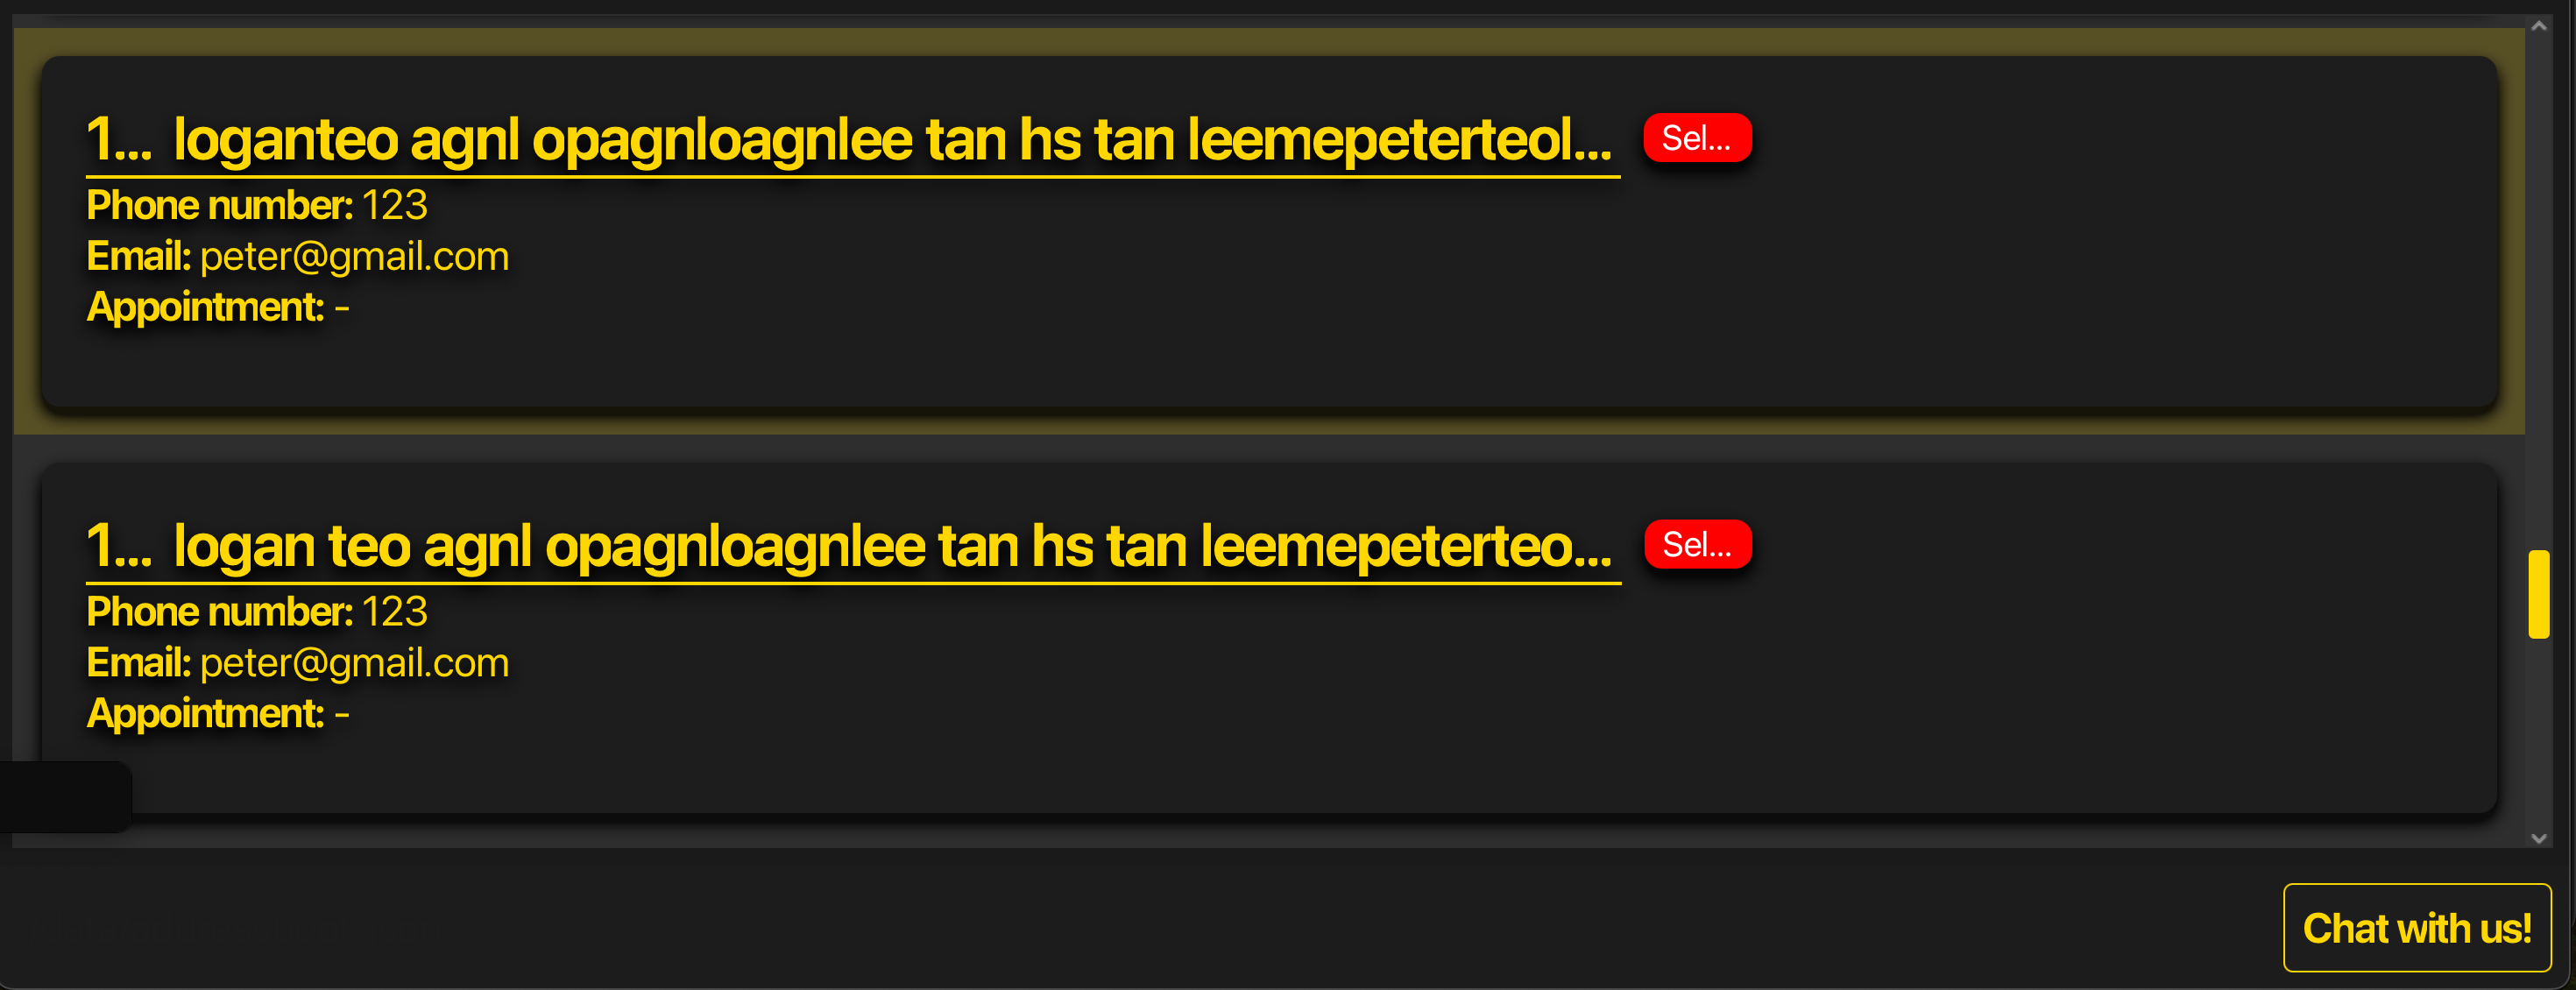 1... loganteo agnl opagnloagnlee tan hs tan leemepeterteol... Sel...
Phone number: 123
Email: peter@gmail.com
Appointment: -
1... logan teo agnl opagnloagnlee tan hs tan leemepeterteo... Sel...
Phone number: 123
Email: peter@gmail.com
Appointment: -
Chat with us!